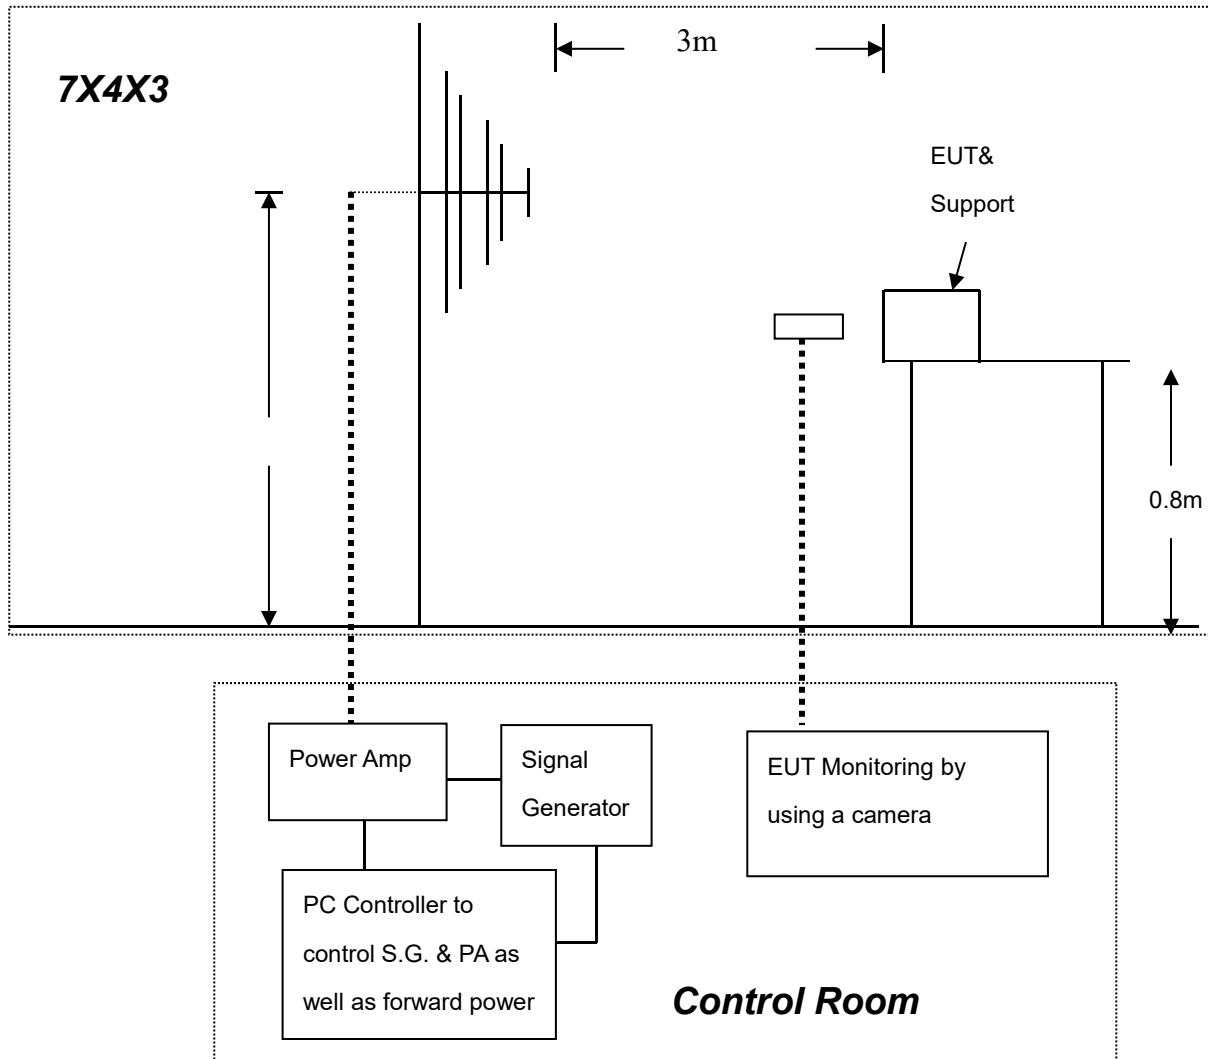 3m
7X4X3
EUT&
Support
0.8m
Power Amp
Signal
Generator
EUT Monitoring by
using a camera
PC Controller to
control S.G. & PA as
well as forward power
Control Room